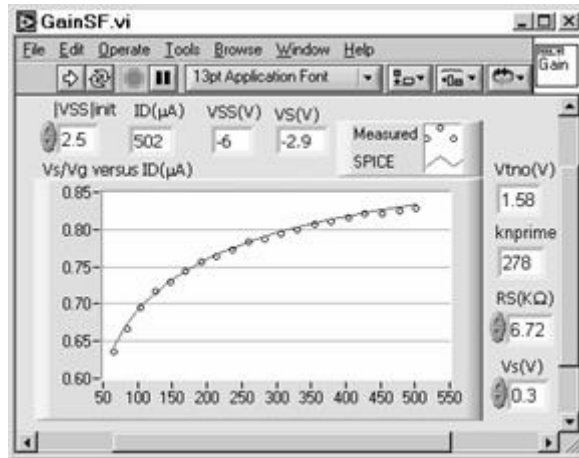 GainSF.vi
File Edit Operate Tools Browse Window Help
13pt Application Font
Gain
|VSS|init ID(µA) VSS(V) VS(V)
2.5 502 -6 -2.9
Measured
SPICE
Vs/Vg versus ID(µA)
0.85
0.80
0.75
0.70
0.65
0.60
50 100 150 200 250 300 350 400 450 500 550
Vtno(V)
1.58
knprime
278
RS(KΩ)
6.72
Vs(V)
0.3